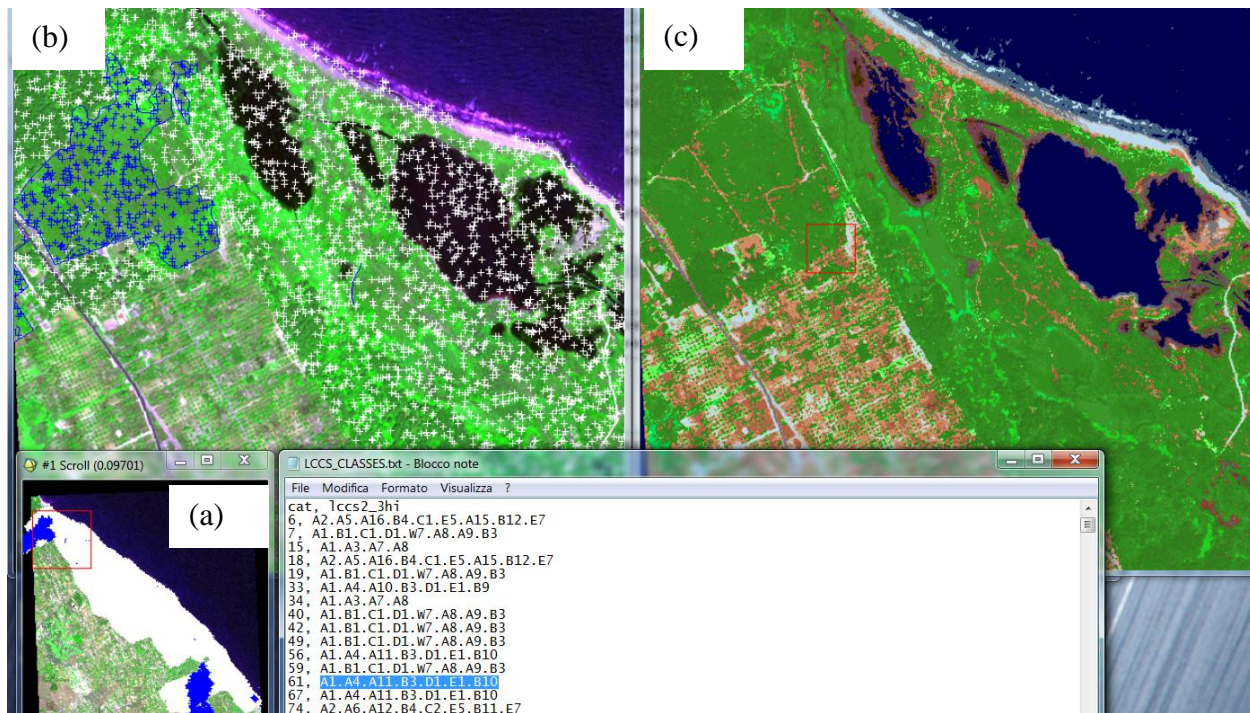 (b)
(c)
#1 Scroll (0.09701)
(a)
LCCS_CLASSES.txt - Blocco note
File Modifica Formato Visualizza ?
cat, lccs2_3hi
6, A2.A5.A16.B4.C1.E5.A15.B12.E7
7, A1.B1.C1.D1.W7.A8.A9.B3
15, A1.A3.A7.A8
18, A2.A5.A16.B4.C1.E5.A15.B12.E7
19, A1.B1.C1.D1.W7.A8.A9.B3
33, A1.A4.A10.B3.D1.E1.B9
34, A1.A3.A7.A8
40, A1.B1.C1.D1.W7.A8.A9.B3
42, A1.B1.C1.D1.W7.A8.A9.B3
49, A1.B1.C1.D1.W7.A8.A9.B3
56, A1.A4.A11.B3.D1.E1.B10
59, A1.B1.C1.D1.W7.A8.A9.B3
61, A1.A4.A11.B3.D1.E1.B10
67, A1.A4.A11.B3.D1.E1.B10
74, A2.A6.A12.B4.C2.E5.B11.E7